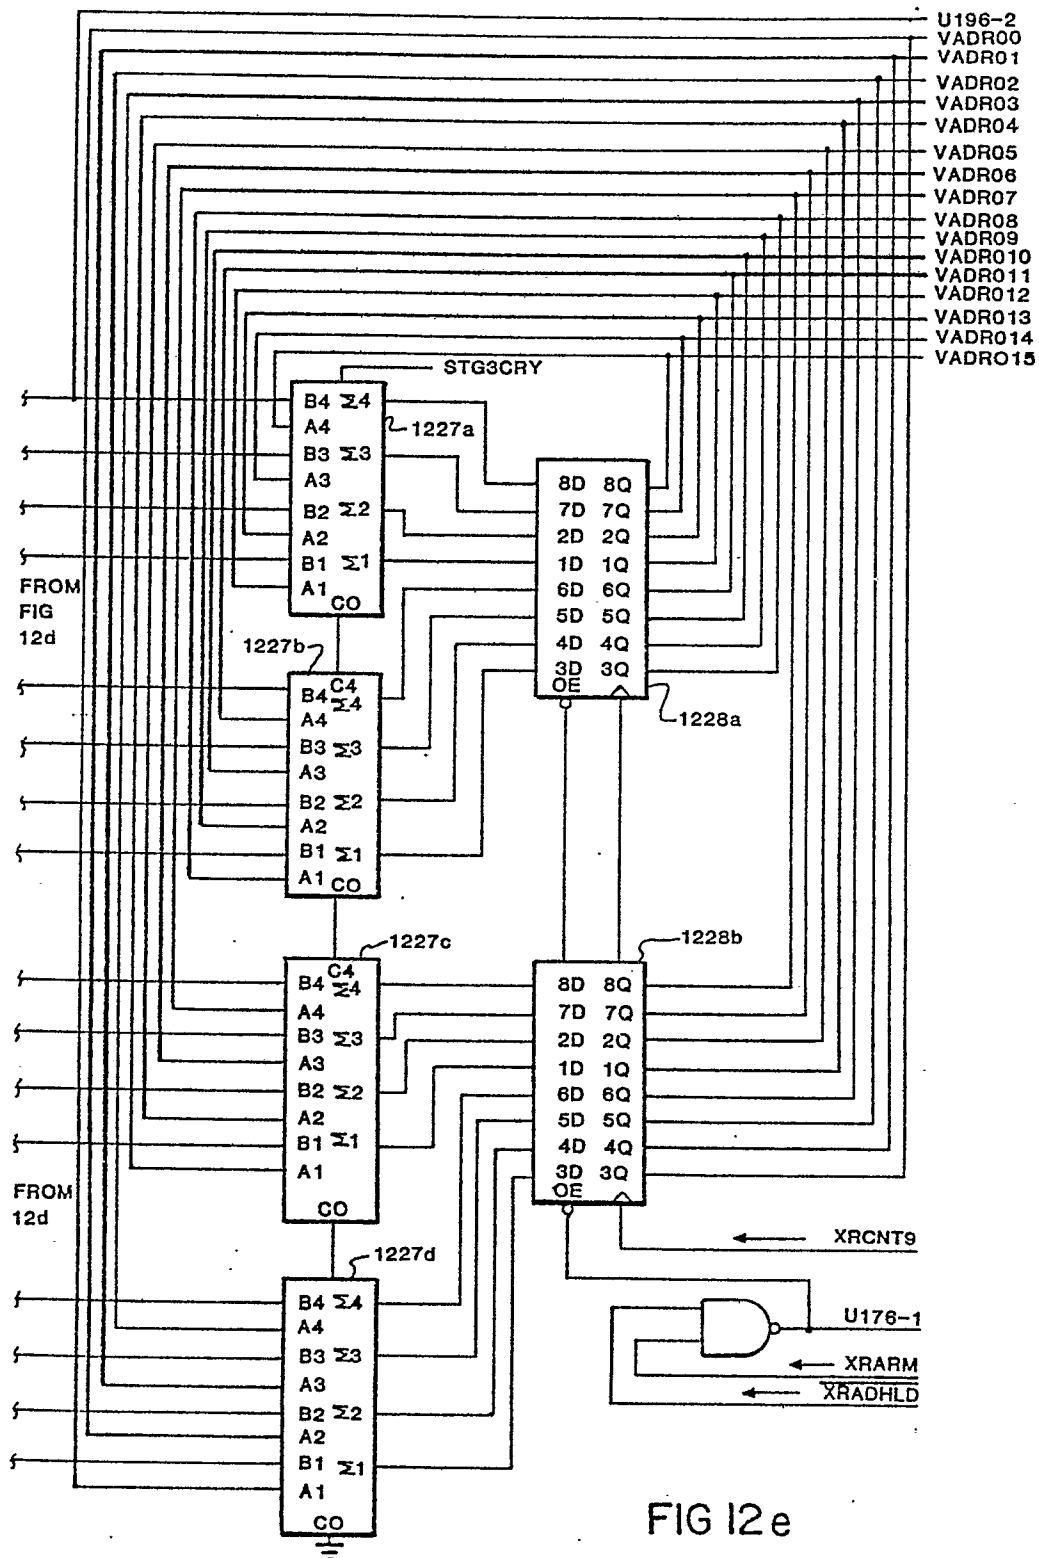 U196-2
VADR00
VADR01
VADR02
VADR03
VADR04
VADR05
VADR06
VADR07
VADR08
VADR09
VADR010
VADR011
VADR012
VADR013
VADR014
VADRO15
STG3CRY
B4 Σ4
A4
1227a
B3 Σ3
A3
B2 Σ2
A2
B1 Σ1
A1
CO
8D 8Q
7D 7Q
2D 2Q
1D 1Q
6D 6Q
5D 5Q
4D 4Q
3D 3Q
OE
1228a
FROM
FIG
12d
1227b
C4
B4 Σ4
A4
B3 Σ3
A3
B2 Σ2
A2
B1 Σ1
A1
CO
1227c
C4
B4 Σ4
A4
B3 Σ3
A3
B2 Σ2
A2
B1 Σ1
A1
CO
1228b
8D 8Q
7D 7Q
2D 2Q
1D 1Q
6D 6Q
5D 5Q
4D 4Q
3D 3Q
OE
FROM
12d
XRCNT9
1227d
B4 Σ4
A4
B3 Σ3
A3
B2 Σ2
A2
B1 Σ1
A1
CO
U176-1
XRARM
XRADHLD
FIG 12e